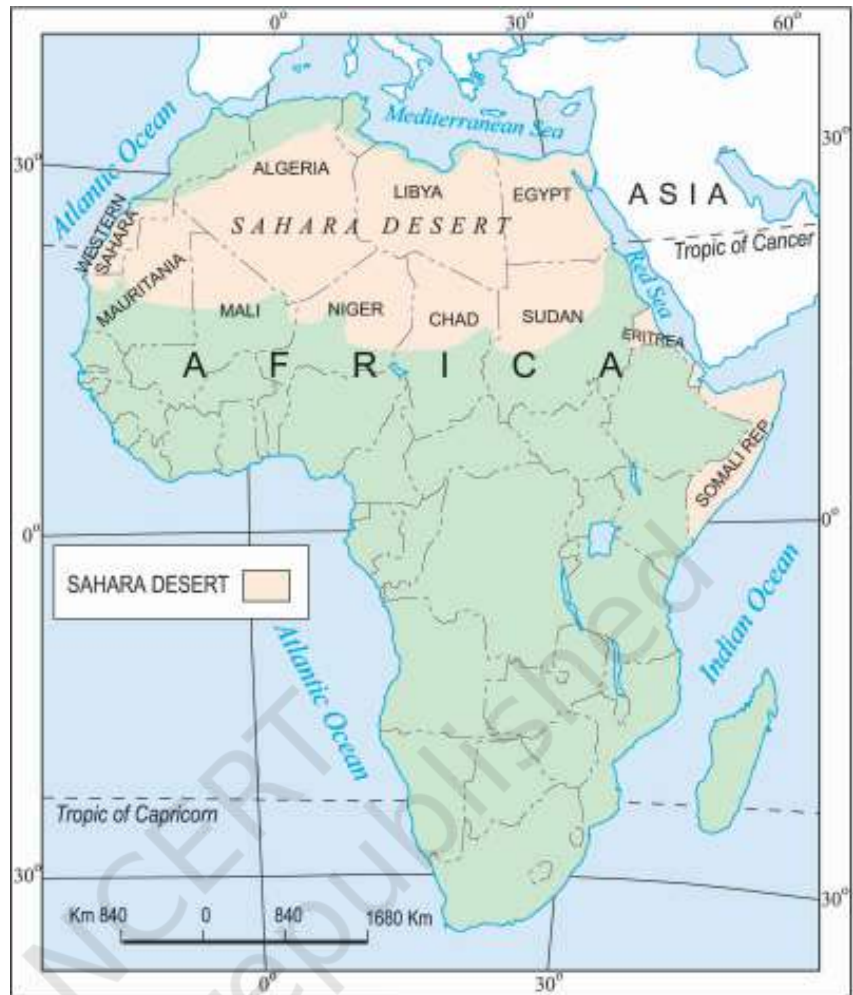 0° 30° 60°
Atlantic Ocean
Mediterranean Sea
30° 30°
ALGERIA
LIBYA
EGYPT
ASIA
WESTERN
SAHARA
SAHARA DESERT
Tropic of Cancer
Red Sea
MAURITANIA
MALI
NIGER
CHAD
SUDAN
ERITREA
AFRICA
SOMALI REP
0° 0°
SAHARA DESERT
Atlantic Ocean
Indian Ocean
Tropic of Capricorn
30° 30°
Km 840 0 840 1680 Km
0° 30°
NCERT
republished